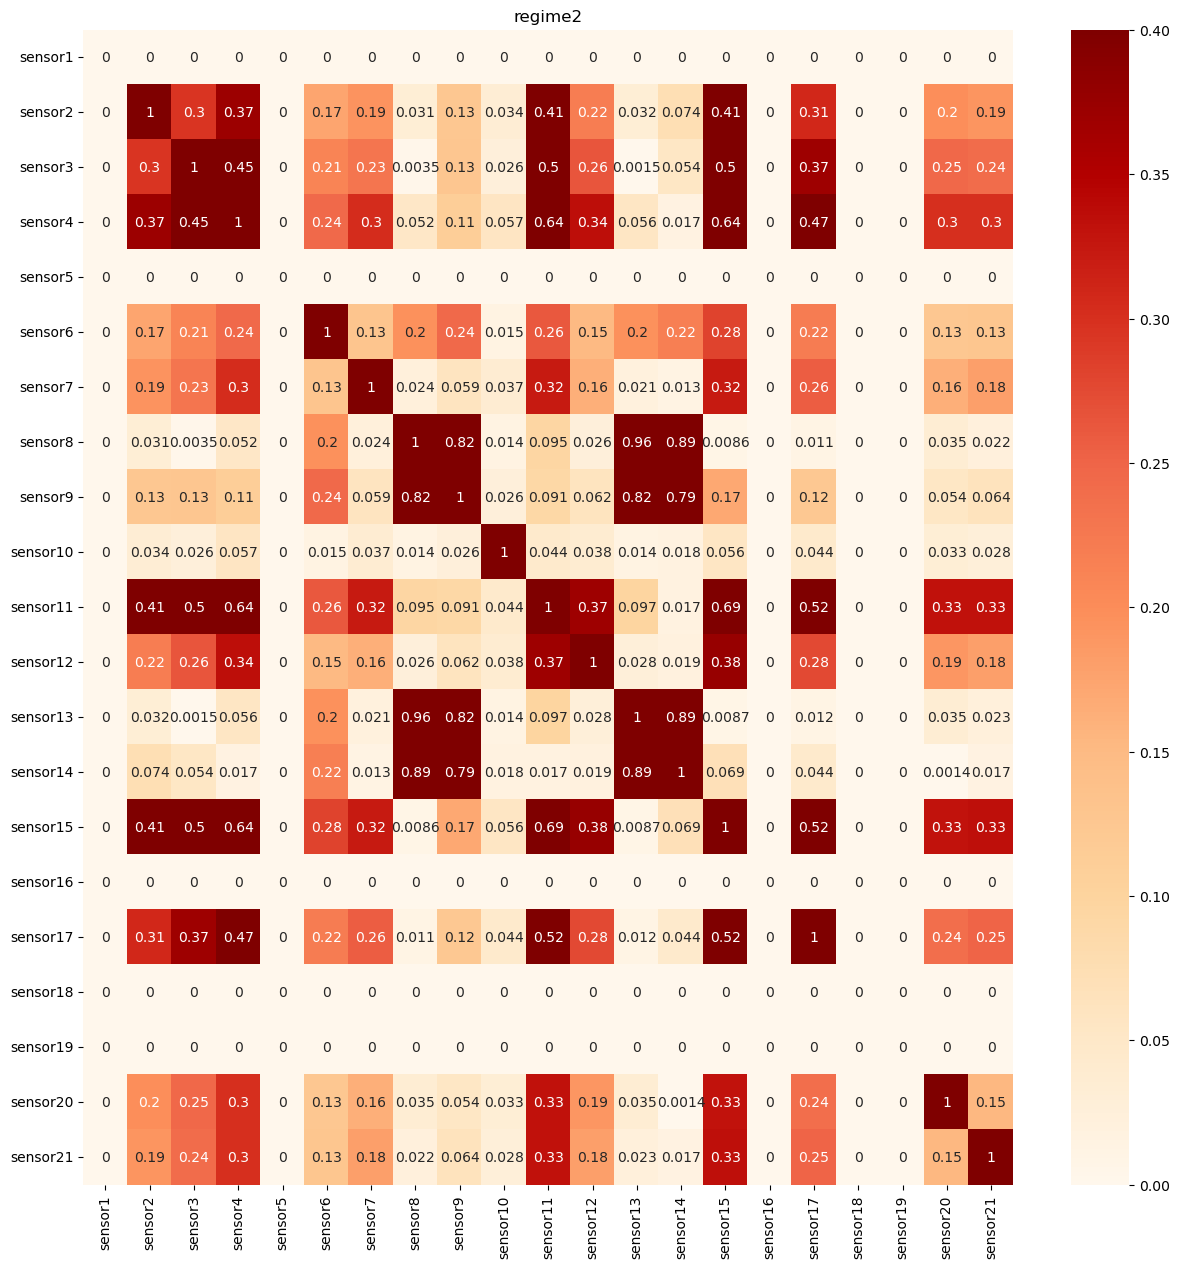 regime2
sensor1 0 0 0 0 0 0 0 0 0 0 0 0 0 0 0 0 0 0 0 0 0
sensor2 0 1 0.3 0.37 0 0.17 0.19 0.031 0.13 0.034 0.41 0.22 0.032 0.074 0.41 0 0.31 0 0 0.2 0.19
sensor3 0 0.3 1 0.45 0 0.21 0.23 0.0035 0.13 0.026 0.5 0.26 0.0015 0.054 0.5 0 0.37 0 0 0.25 0.24
sensor4 0 0.37 0.45 1 0 0.24 0.3 0.052 0.11 0.057 0.64 0.34 0.056 0.017 0.64 0 0.47 0 0 0.3 0.3
sensor5 0 0 0 0 0 0 0 0 0 0 0 0 0 0 0 0 0 0 0 0 0
sensor6 0 0.17 0.21 0.24 0 1 0.13 0.2 0.24 0.015 0.26 0.15 0.2 0.22 0.28 0 0.22 0 0 0.13 0.13
sensor7 0 0.19 0.23 0.3 0 0.13 1 0.024 0.059 0.037 0.32 0.16 0.021 0.013 0.32 0 0.26 0 0 0.16 0.18
sensor8 0 0.031 0.0035 0.052 0 0.2 0.024 1 0.82 0.014 0.095 0.026 0.96 0.89 0.0086 0 0.011 0 0 0.035 0.022
sensor9 0 0.13 0.13 0.11 0 0.24 0.059 0.82 1 0.026 0.091 0.062 0.82 0.79 0.17 0 0.12 0 0 0.054 0.064
sensor10 0 0.034 0.026 0.057 0 0.015 0.037 0.014 0.026 1 0.044 0.038 0.014 0.018 0.056 0 0.044 0 0 0.033 0.028
sensor11 0 0.41 0.5 0.64 0 0.26 0.32 0.095 0.091 0.044 1 0.37 0.097 0.017 0.69 0 0.52 0 0 0.33 0.33
sensor12 0 0.22 0.26 0.34 0 0.15 0.16 0.026 0.062 0.038 0.37 1 0.028 0.019 0.38 0 0.28 0 0 0.19 0.18
sensor13 0 0.032 0.0015 0.056 0 0.2 0.021 0.96 0.82 0.014 0.097 0.028 1 0.89 0.0087 0 0.012 0 0 0.035 0.023
sensor14 0 0.074 0.054 0.017 0 0.22 0.013 0.89 0.79 0.018 0.017 0.019 0.89 1 0.069 0 0.044 0 0 0.0014 0.017
sensor15 0 0.41 0.5 0.64 0 0.28 0.32 0.0086 0.17 0.056 0.69 0.38 0.0087 0.069 1 0 0.52 0 0 0.33 0.33
sensor16 0 0 0 0 0 0 0 0 0 0 0 0 0 0 0 0 0 0 0 0 0
sensor17 0 0.31 0.37 0.47 0 0.22 0.26 0.011 0.12 0.044 0.52 0.28 0.012 0.044 0.52 0 1 0 0 0.24 0.25
sensor18 0 0 0 0 0 0 0 0 0 0 0 0 0 0 0 0 0 0 0 0 0
sensor19 0 0 0 0 0 0 0 0 0 0 0 0 0 0 0 0 0 0 0 0 0
sensor20 0 0.2 0.25 0.3 0 0.13 0.16 0.035 0.054 0.033 0.33 0.19 0.035 0.0014 0.33 0 0.24 0 0 1 0.15
sensor21 0 0.19 0.24 0.3 0 0.13 0.18 0.022 0.064 0.028 0.33 0.18 0.023 0.017 0.33 0 0.25 0 0 0.15 1
sensor1 sensor2 sensor3 sensor4 sensor5 sensor6 sensor7 sensor8 sensor9 sensor10 sensor11 sensor12 sensor13 sensor14 sensor15 sensor16 sensor17 sensor18 sensor19 sensor20 sensor21
0.40
0.35
0.30
0.25
0.20
0.15
0.10
0.05
0.00